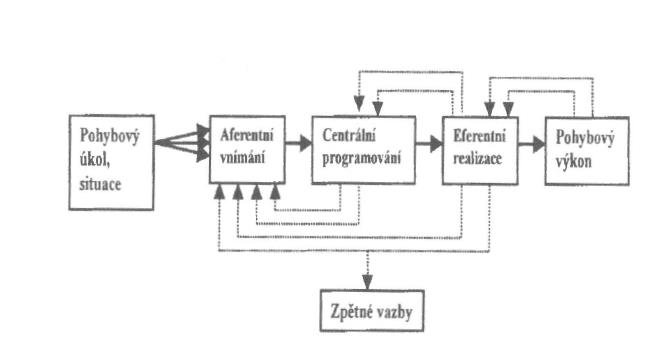 Pohybový
úkol,
situace
Aferentní
vnímání
Centrální
programování
Eferentní
realizace
Pohybový
výkon
Zpětné vazby